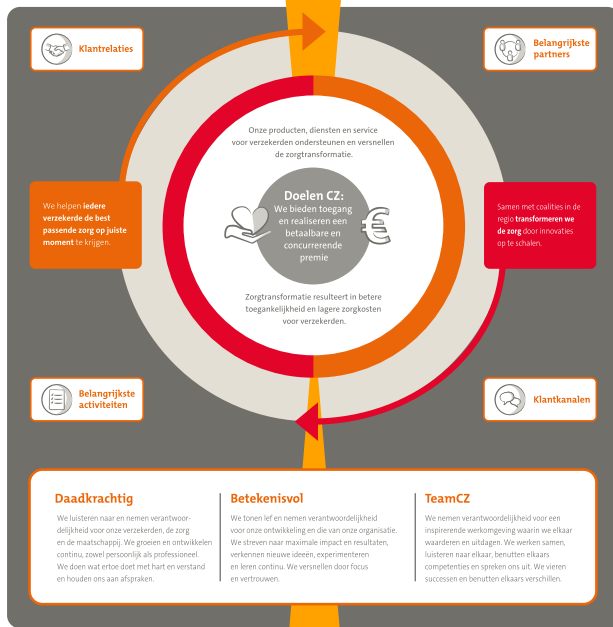 Klantrelaties
Belangrijkste
partners
Onze producten, diensten en service
voor verzekerden ondersteunen en versnellen
de zorgtransformatie.
Doelen CZ:
We bieden toegang
en realiseren een
betaalbare en
concurrerende
premie
€
We helpen iedere
verzekerde de best
passende zorg op juiste
moment te krijgen.
Samen met coalities in de
regio transformeren we
de zorg door innovaties
op te schalen.
Zorgtransformatie resulteert in betere
toegankelijkheid en lagere zorgkosten
voor verzekerden.
Belangrijkste
activiteiten
Klantkanalen
Daadkrachtig
We luisteren naar en nemen verantwoor-
delijkheid voor onze verzekerden, de zorg
en de maatschappij. We groeien en ontwikkelen
continu, zowel persoonlijk als professioneel.
We doen wat ertoe doet met hart en verstand
en houden ons aan afspraken.
Betekenisvol
We tonen lef en nemen verantwoordelijkheid
voor onze ontwikkeling en die van onze organisatie.
We streven naar maximale impact en resultaten,
verkennen nieuwe ideeën, experimenteren
en leren continu. We versnellen door focus
en vertrouwen.
TeamCZ
We nemen verantwoordelijkheid voor een
inspirerende werkomgeving waarin we elkaar
waarderen en uitdagen. We werken samen,
luisteren naar elkaar, benutten elkaars
competenties en spreken ons uit. We vieren
successen en benutten elkaars verschillen.